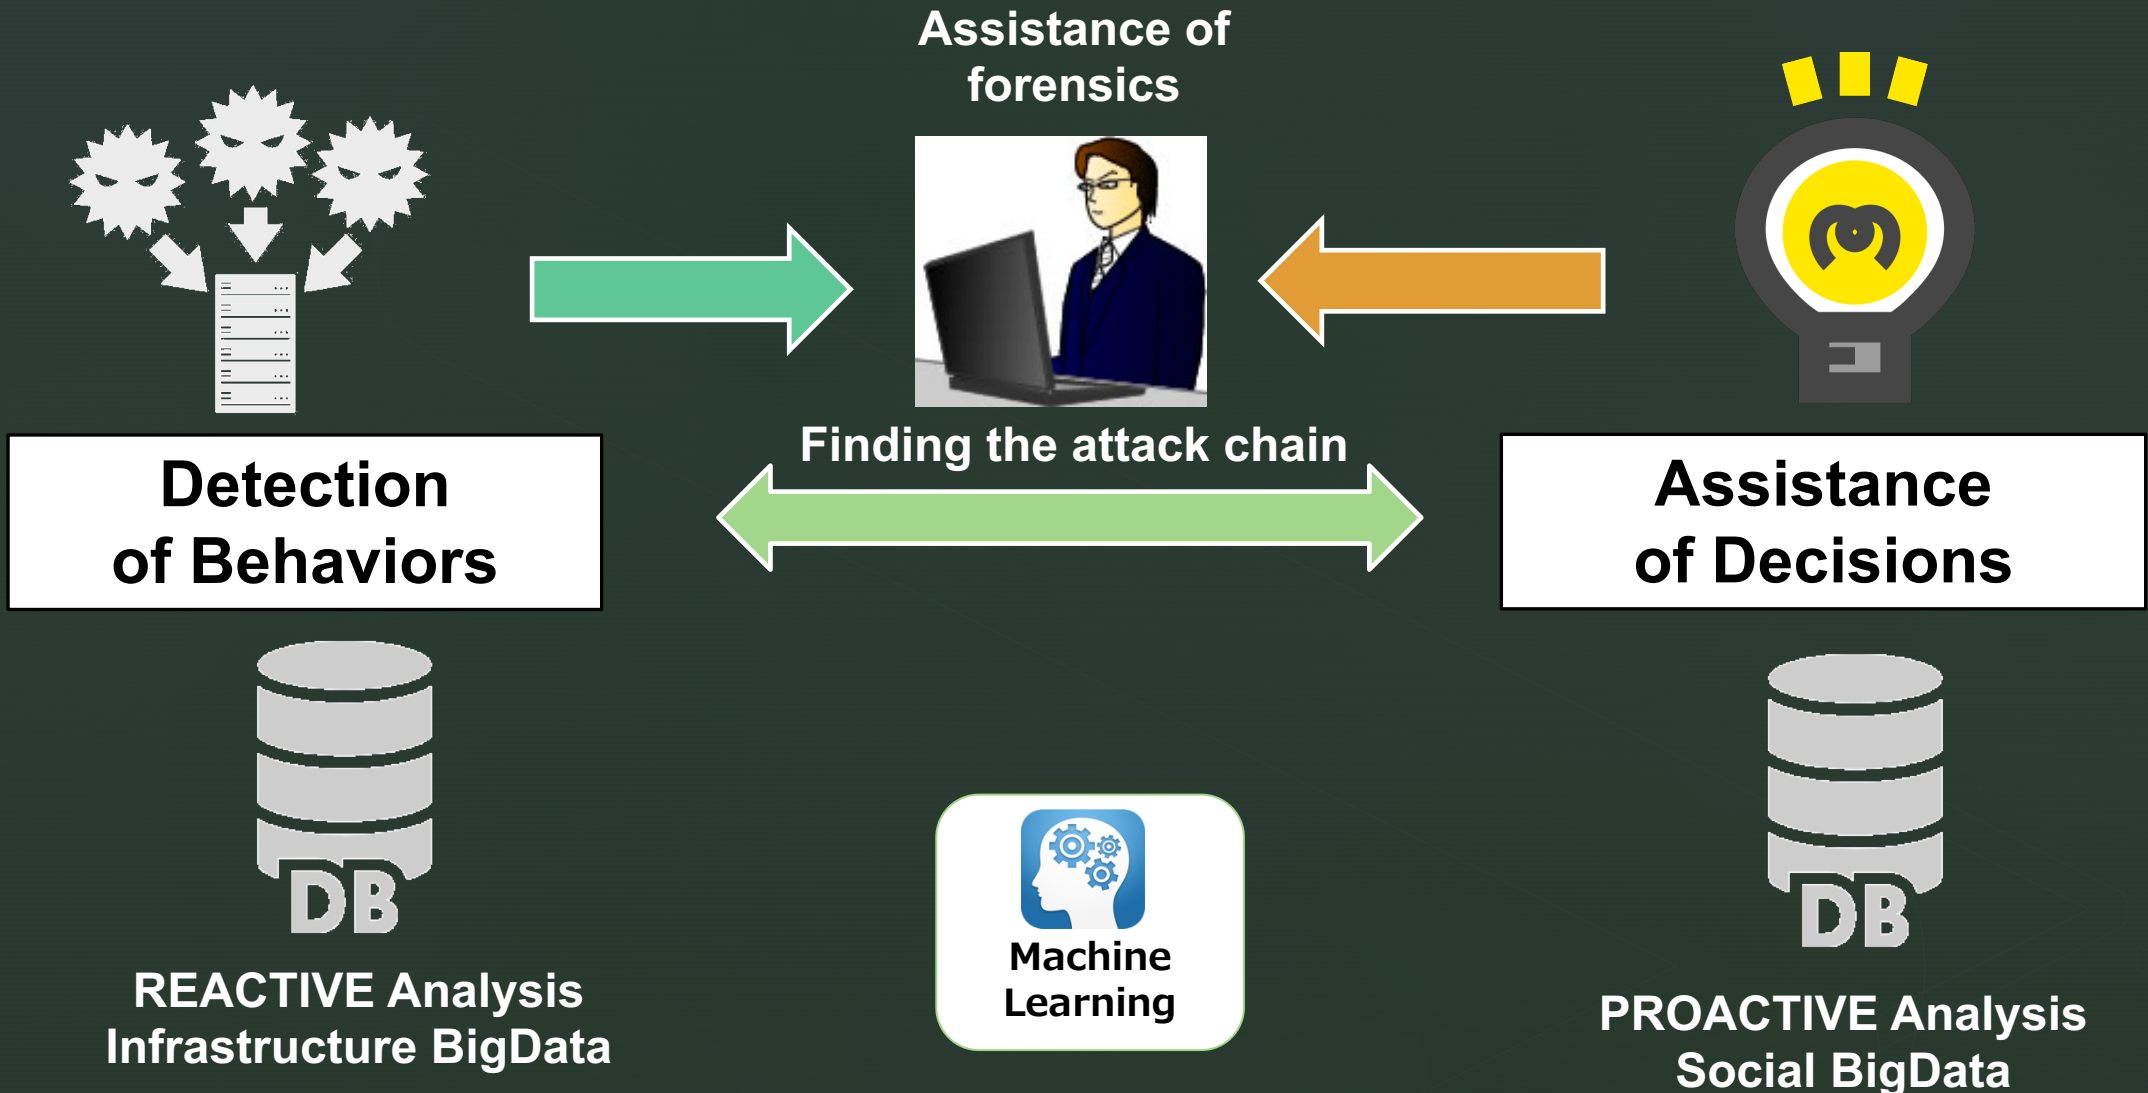 Assistance of
forensics
Finding the attack chain
Detection
of Behaviors
Assistance
of Decisions
DB
DB
Machine
Learning
REACTIVE Analysis
Infrastructure BigData
PROACTIVE Analysis
Social BigData